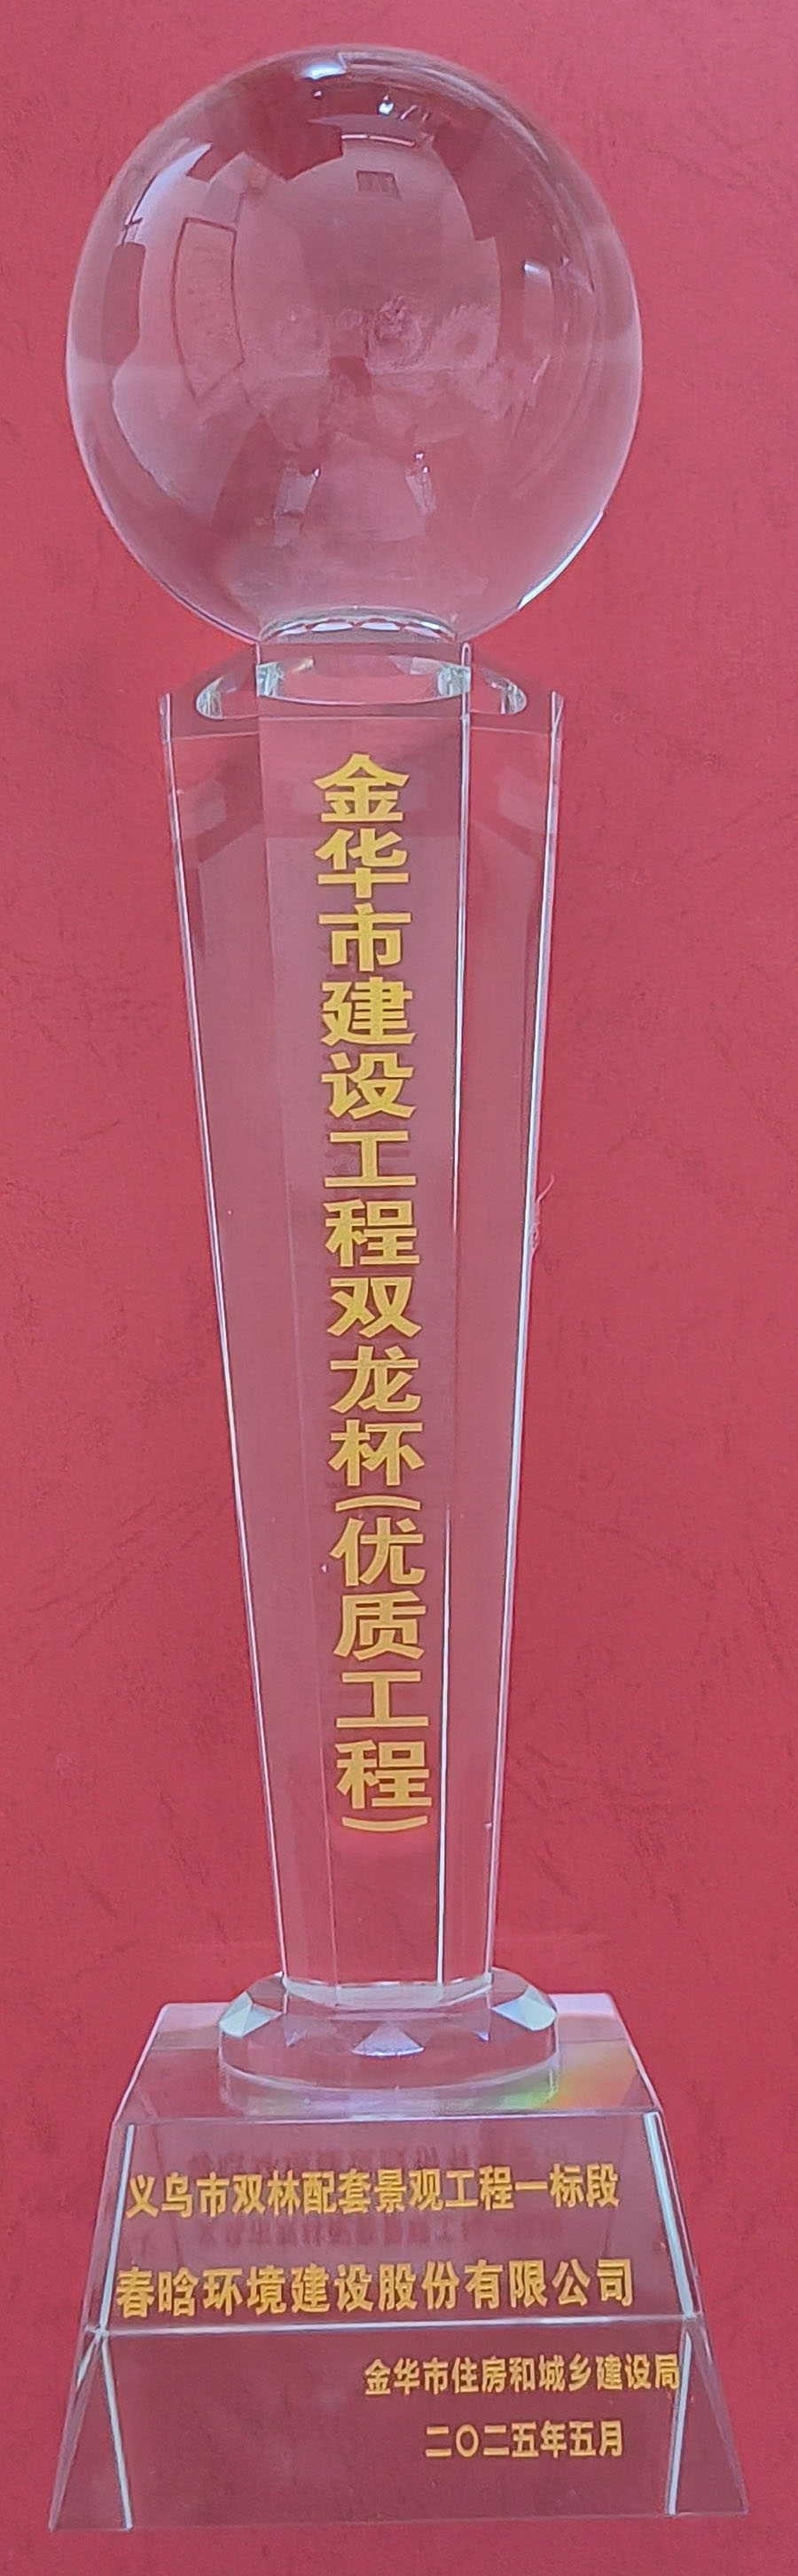 金华市建设工程双龙杯(优质工程)
义乌市双林配套景观工程一标段
春晗环境建设股份有限公司
金华市住房和城乡建设局
二〇二五年五月